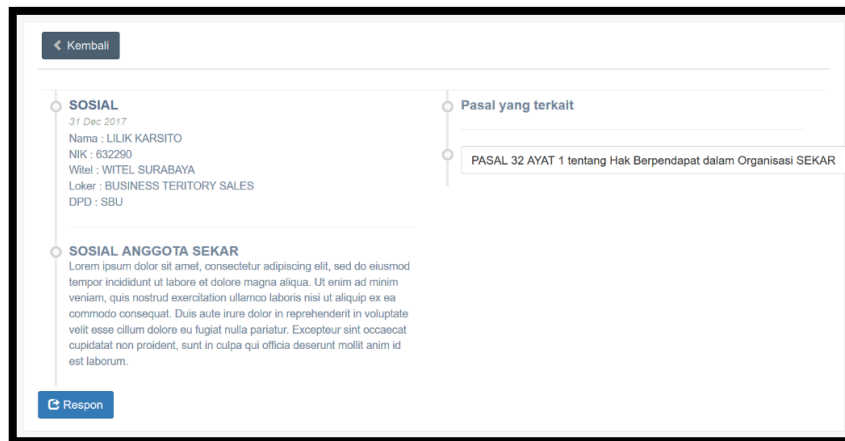 Kembali
SOSIAL
31 Dec 2017
Nama : LILIK KARSITO
NIK : 632290
Witel : WITEL SURABAYA
Loker : BUSINESS TERITORY SALES
DPD : SBU
SOSIAL ANGGOTA SEKAR
Lorem ipsum dolor sit amet, consectetur adipiscing elit, sed do eiusmod
tempor incididunt ut labore et dolore magna aliqua. Ut enim ad minim
veniam, quis nostrud exercitation ullamco laboris nisi ut aliquip ex ea
commodo consequat. Duis aute irure dolor in reprehenderit in voluptate
velit esse cillum dolore eu fugiat nulla pariatur. Excepteur sint occaecat
cupidatat non proident, sunt in culpa qui officia deserunt mollit anim id
est laborum.
Respon
Pasal yang terkait
PASAL 32 AYAT 1 tentang Hak Berpendapat dalam Organisasi SEKAR